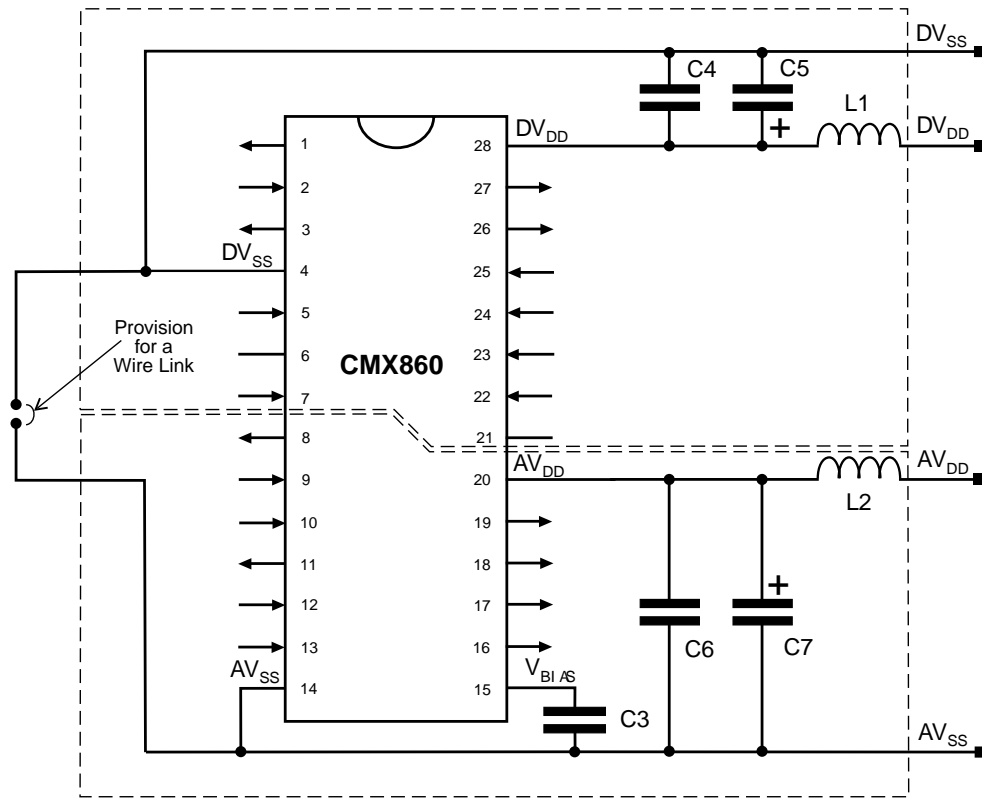 DVSS
C4
C5
L1
DVDD
DVDD
1
28
2
27
3
26
DVSS
4
25
5
24
Provision
for a
Wire Link
6
23
CMX860
7
22
8
21
AVDD
AVDD
9
20
L2
10
19
11
18
12
17
+
+
13
16
C6
C7
AVSS
VBIAS
14
15
C3
AVSS